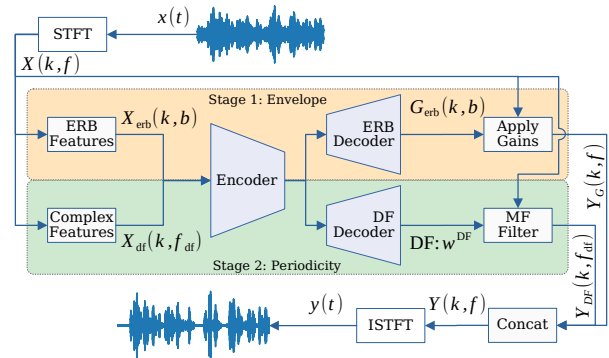 STFT
x(t)
X(k,f)
Stage 1: Envelope
ERB
Features
X_erb(k,b)
ERB
Decoder
G_erb(k,b)
Apply
Gains
Encoder
Y_G(k,f)
Complex
Features
X_df(k,f_df)
DF
Decoder
DF: w^DF
MF
Filter
Stage 2: Periodicity
Y_DF(k,f_df)
y(t)
ISTFT
Y(k,f)
Concat